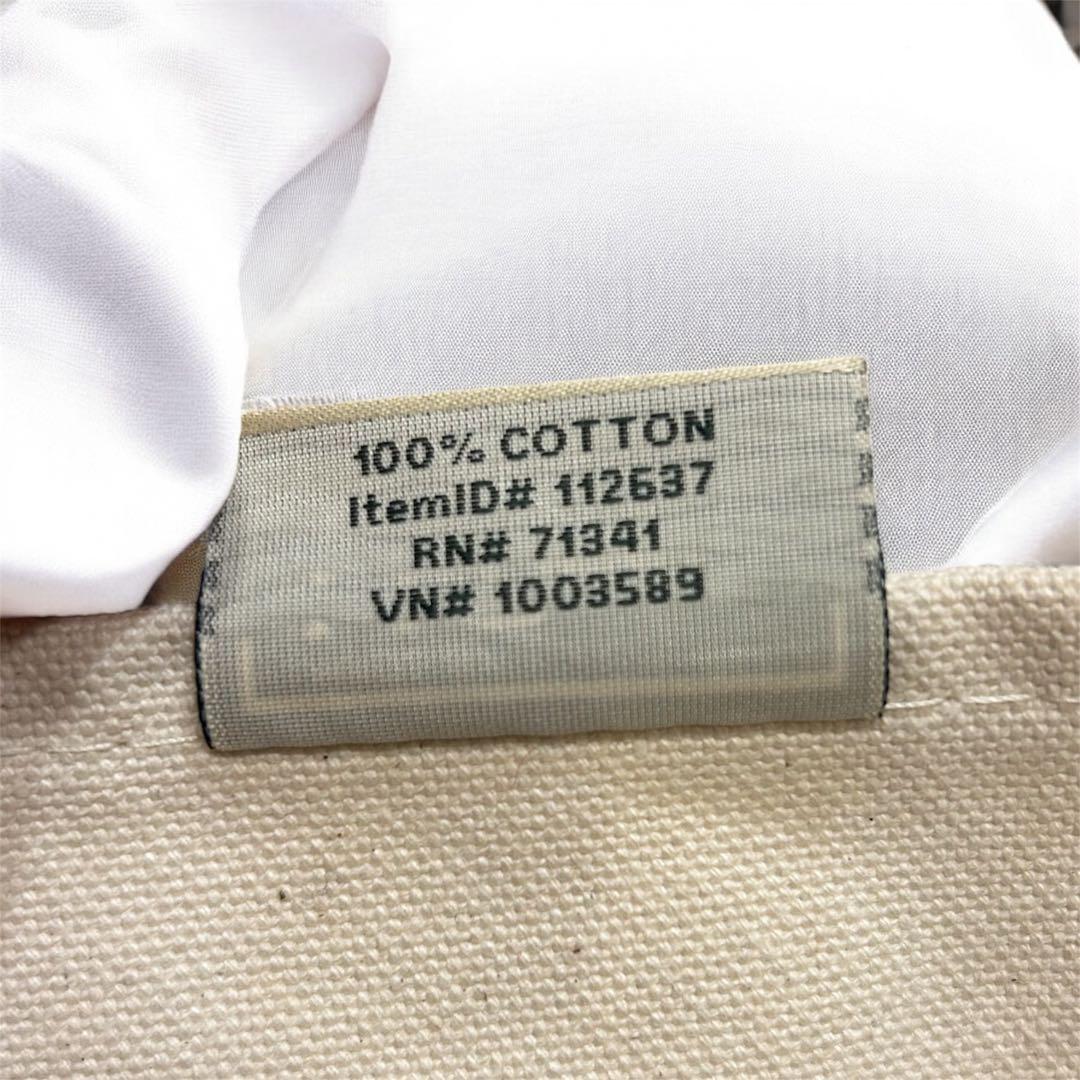 100% COTTON
ItemID# 112637
RN# 71341
VN# 1003589